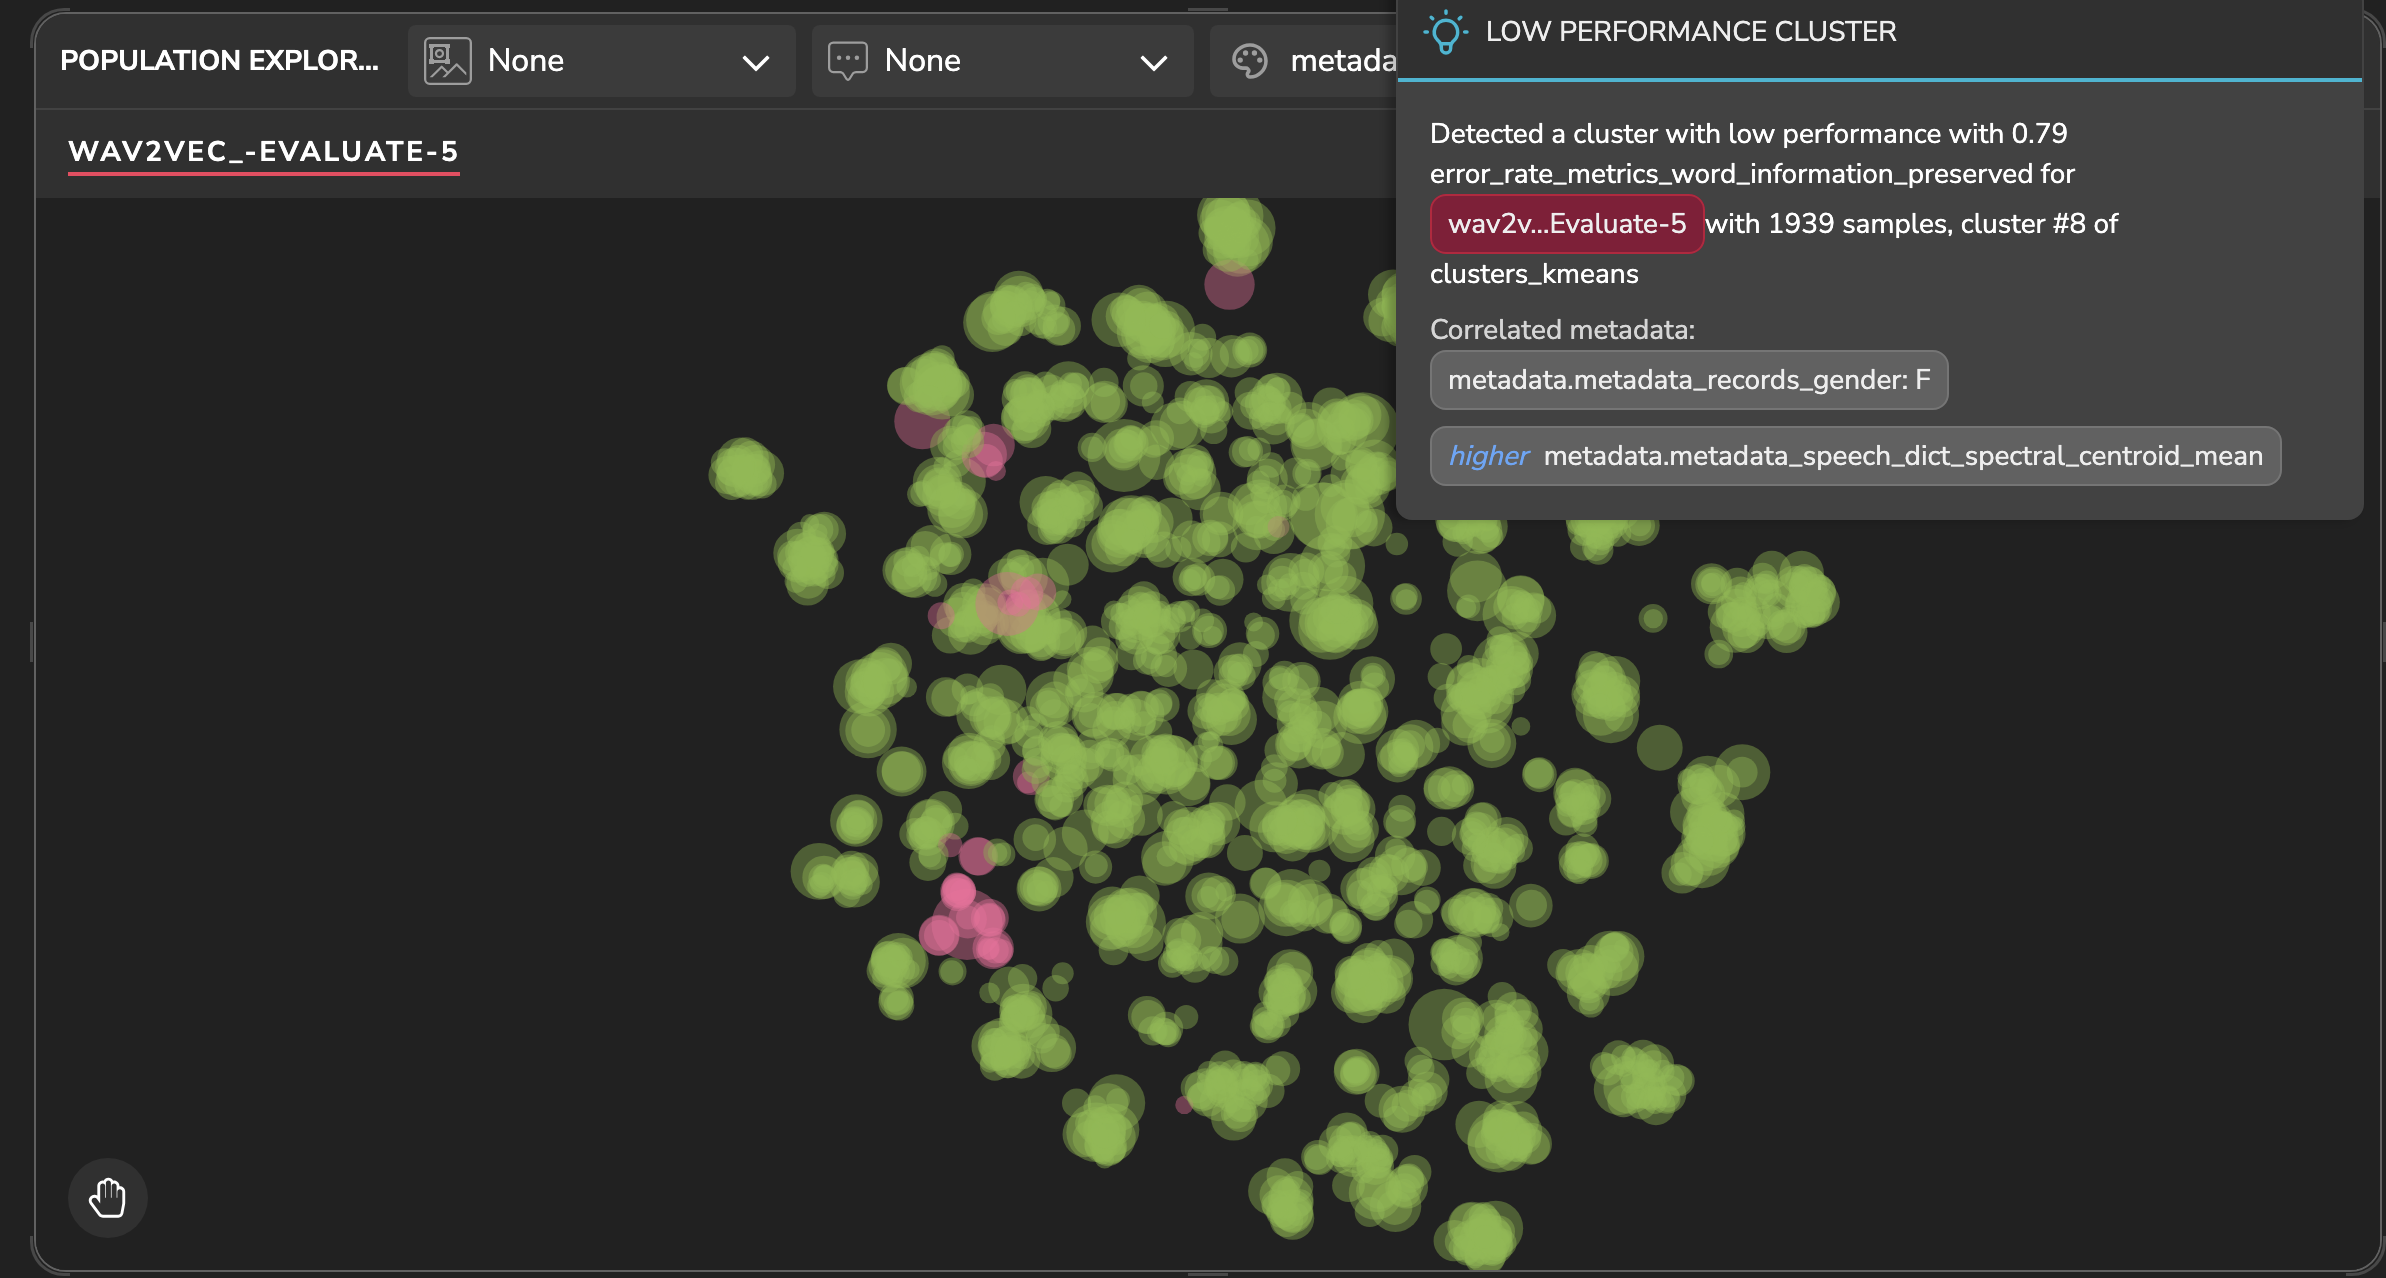 POPULATION EXPLOR...
None
None
metada
LOW PERFORMANCE CLUSTER
WAV2VEC_-EVALUATE-5
Detected a cluster with low performance with 0.79
error_rate_metrics_word_information_preserved for
wav2v...Evaluate-5 with 1939 samples, cluster #8 of
clusters_kmeans
Correlated metadata:
metadata.metadata_records_gender: F
higher metadata.metadata_speech_dict_spectral_centroid_mean